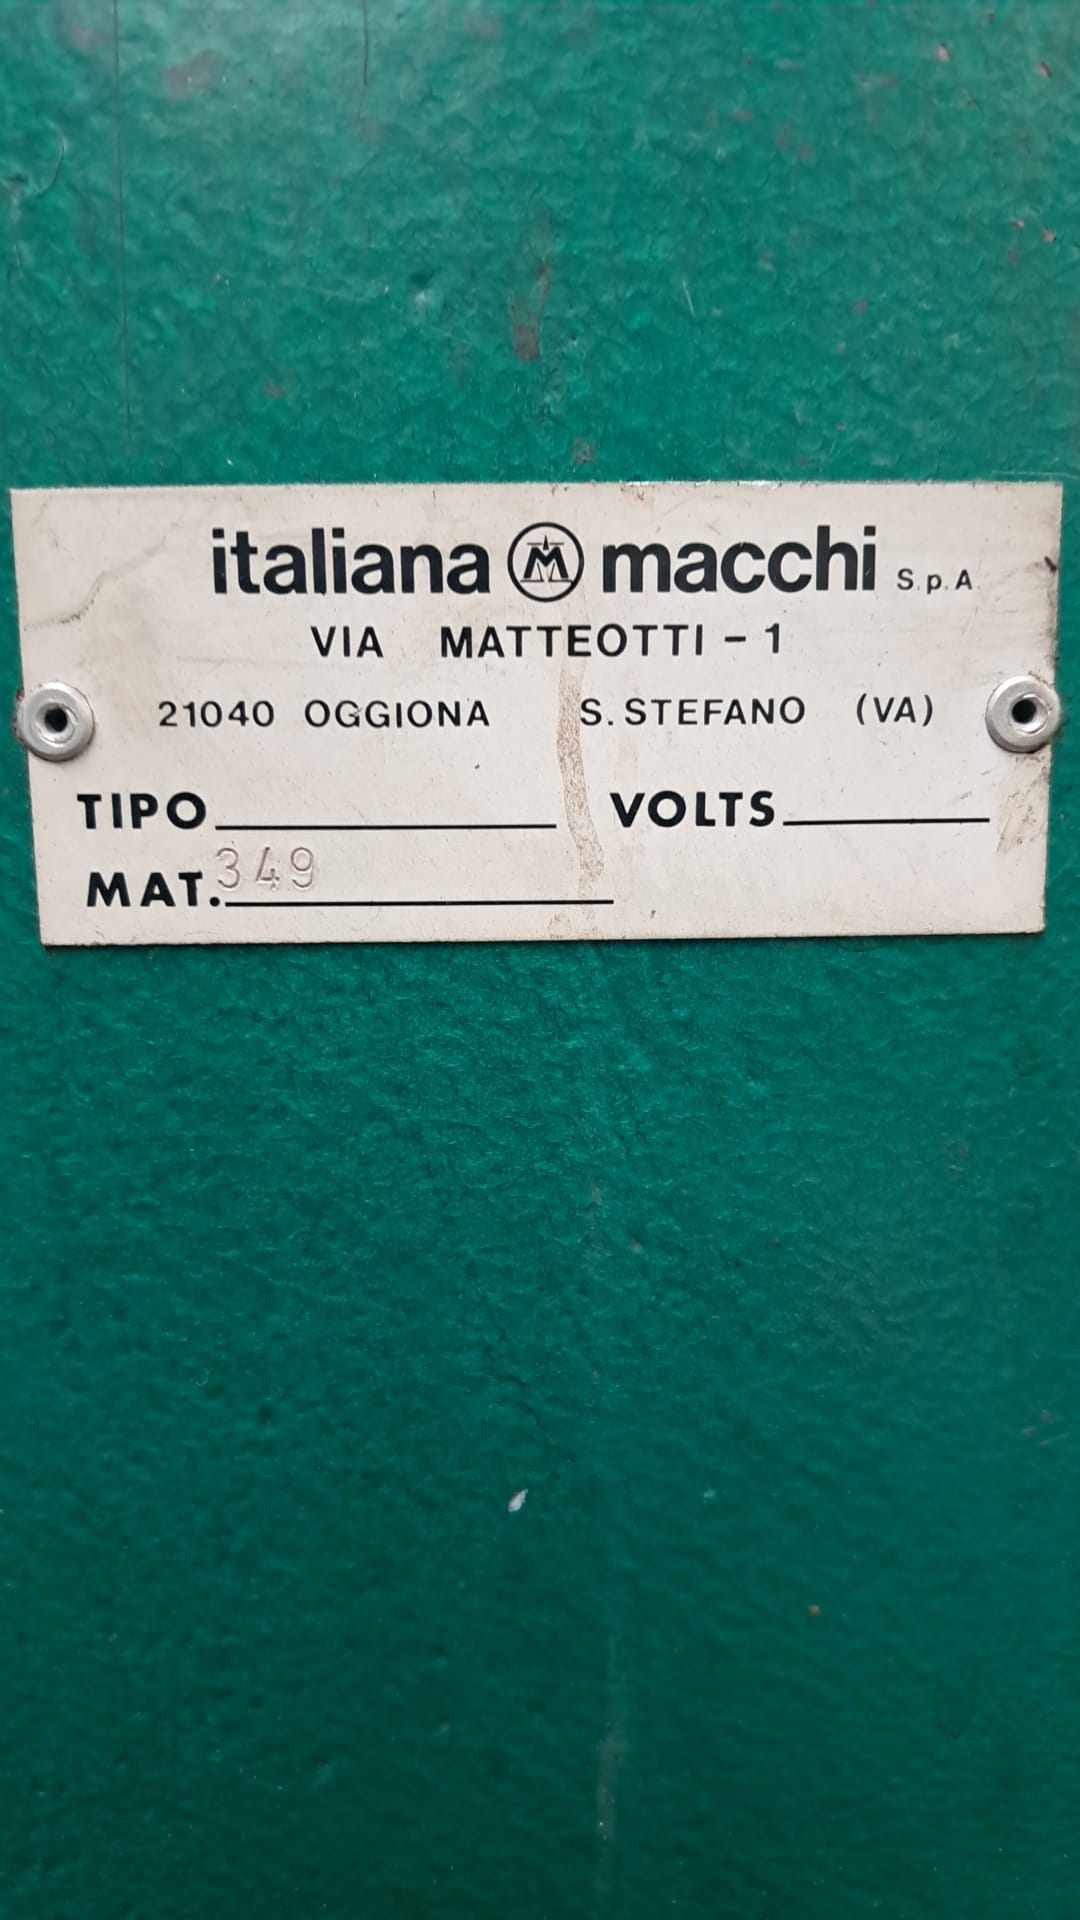 italiana M macchi S.p.A.
VIA MATTEOTTI - 1
21040 OGGIONA S. STEFANO (VA)
TIPO VOLTS
MAT. 349